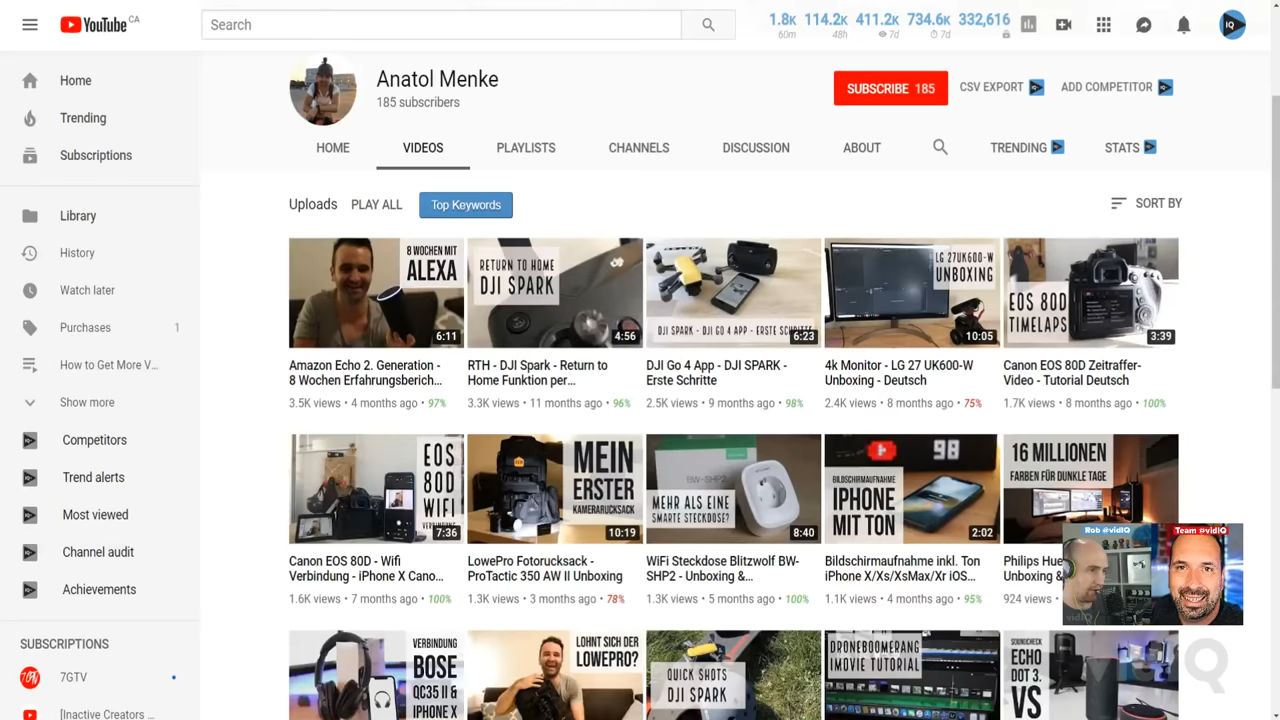 YouTube CA
Search
1.8K 114.2K 411.2K 734.6K 332,616
60m 48h 7d 7d
IQ
Home
Trending
Subscriptions
Library
History
Watch later
Purchases 1
How to Get More V...
Show more
Competitors
Trend alerts
Most viewed
Channel audit
Achievements
SUBSCRIPTIONS
7GTV
[Inactive Creators ...
Anatol Menke
185 subscribers
SUBSCRIBE 185
CSV EXPORT
ADD COMPETITOR
HOME VIDEOS PLAYLISTS CHANNELS DISCUSSION ABOUT TRENDING STATS
Uploads PLAY ALL Top Keywords SORT BY
8 WOCHEN MIT
ALEXA
6:11
RETURN TO HOME
DJI SPARK
4:56
DJI SPARK - DJI GO 4 APP - ERSTE SCHRITTE
6:23
LG 27UK600-W
UNBOXING
10:05
EOS 80D
TIMELAPS
3:39
Amazon Echo 2. Generation -
8 Wochen Erfahrungsberich...
3.5K views • 4 months ago • 97%
RTH - DJI Spark - Return to
Home Funktion per...
3.3K views • 11 months ago • 96%
DJI Go 4 App - DJI SPARK -
Erste Schritte
2.5K views • 9 months ago • 98%
4k Monitor - LG 27 UK600-W
Unboxing - Deutsch
2.4K views • 8 months ago • 75%
Canon EOS 80D Zeitraffer-
Video - Tutorial Deutsch
1.7K views • 8 months ago • 100%
EOS
80D
WIFI
VERBINDUNG
7:36
MEIN
ERSTER
KAMERARUCKSACK
10:19
BW-SHP2
MEHR ALS EINE
SMARTE STECKDOSE?
8:40
98
BILDSCHIRMAUFNAHME
IPHONE
MIT TON
2:02
16 MILLIONEN
FARBEN FÜR DUNKLE TAGE
Canon EOS 80D - Wifi
Verbindung - iPhone X Cano...
1.6K views • 7 months ago • 100%
LowePro Fotorucksack -
ProTactic 350 AW II Unboxing
1.3K views • 3 months ago • 78%
WiFi Steckdose Blitzwolf BW-
SHP2 - Unboxing &...
1.3K views • 5 months ago • 100%
Bildschirmaufnahme inkl. Ton
iPhone X/Xs/XsMax/Xr iOS...
1.1K views • 4 months ago • 95%
Philips Hue
Unboxing &
924 views •
Rob @vidIQ
Team @vidIQ
vidIQ
VERBINDUNG
BOSE
QC35 II &
IPHONE X
LOHNT SICH DER
LOWEPRO?
QUICK SHOTS
DJI SPARK
DRONEBOOMERANG
IMOVIE TUTORIAL
SOUNDCHECK
ECHO
DOT 3.
VS